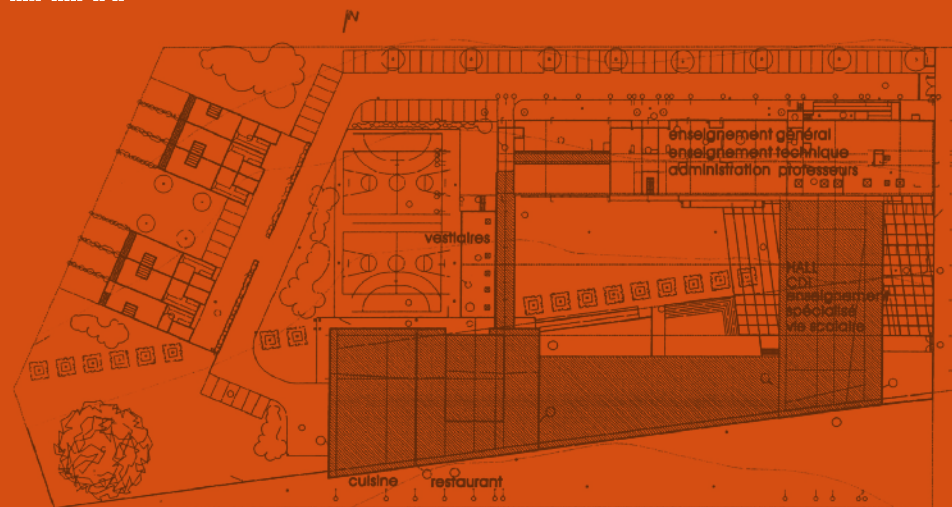 N
enseignement général
enseignement technique
administration professeurs
vestiaires
HALL
CDI
enseignement
spécialisé
vie scolaire
cuisine restaurant